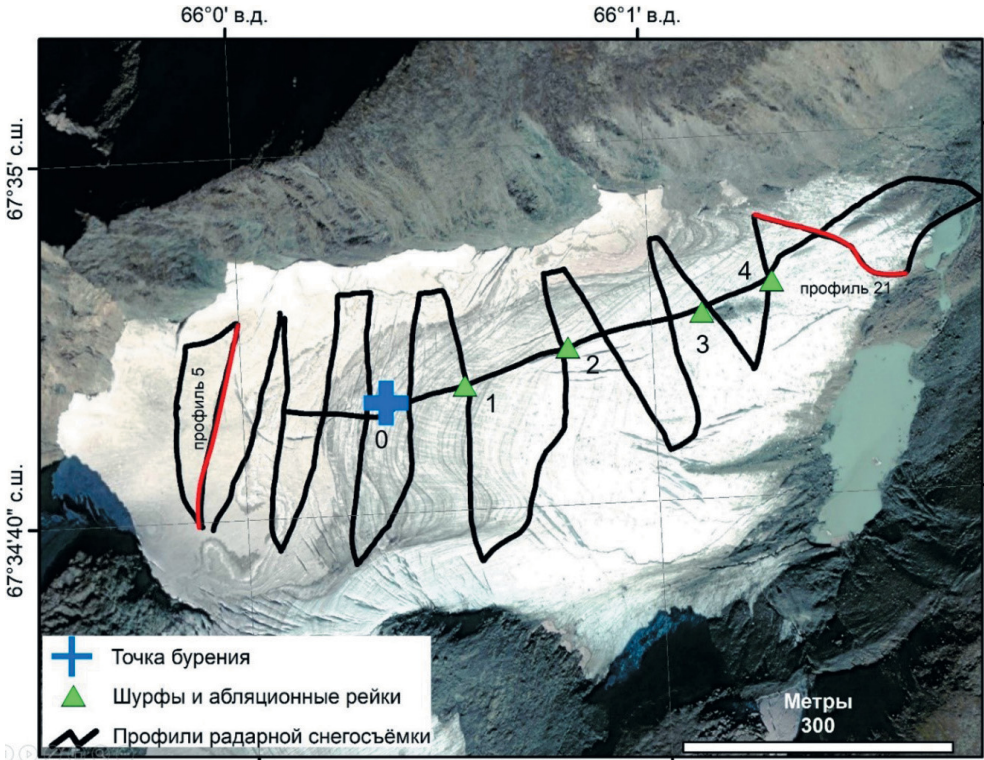 66°0' в.д.
66°1' в.д.
67°35' с.ш.
67°34'40" с.ш.
профиль 5
профиль 21
0
1
2
3
4
Точка бурения
Шурфы и абляционные рейки
Профили радарной снегосъёмки
Метры
300